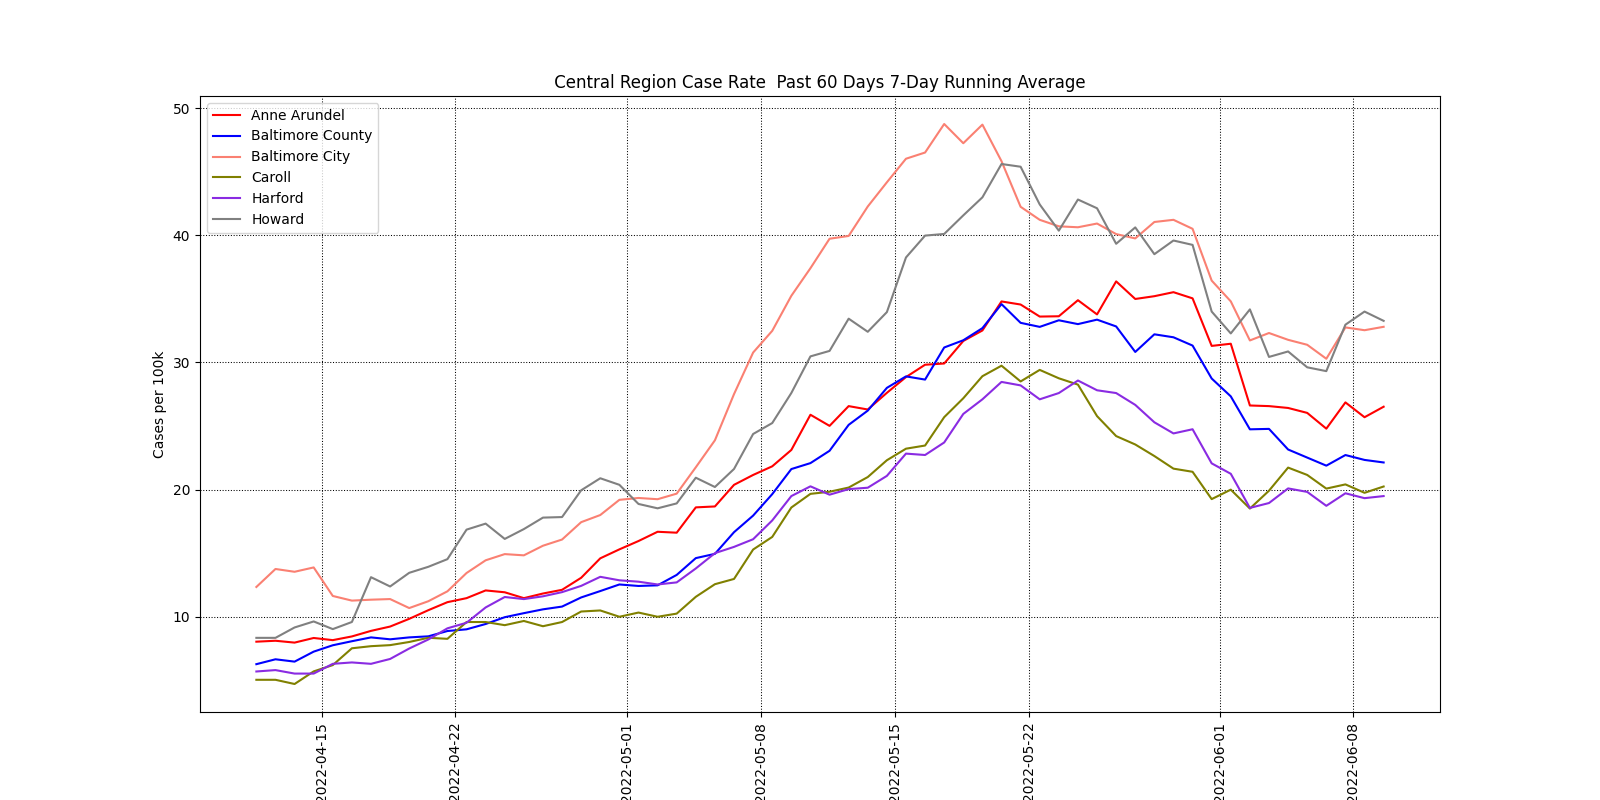 Central Region Case Rate  Past 60 Days 7-Day Running Average
Anne Arundel
Baltimore County
Baltimore City
Caroll
Harford
Howard
Cases per 100k
50
40
30
20
10
2022-04-15
2022-04-22
2022-05-01
2022-05-08
2022-05-15
2022-05-22
2022-06-01
2022-06-08